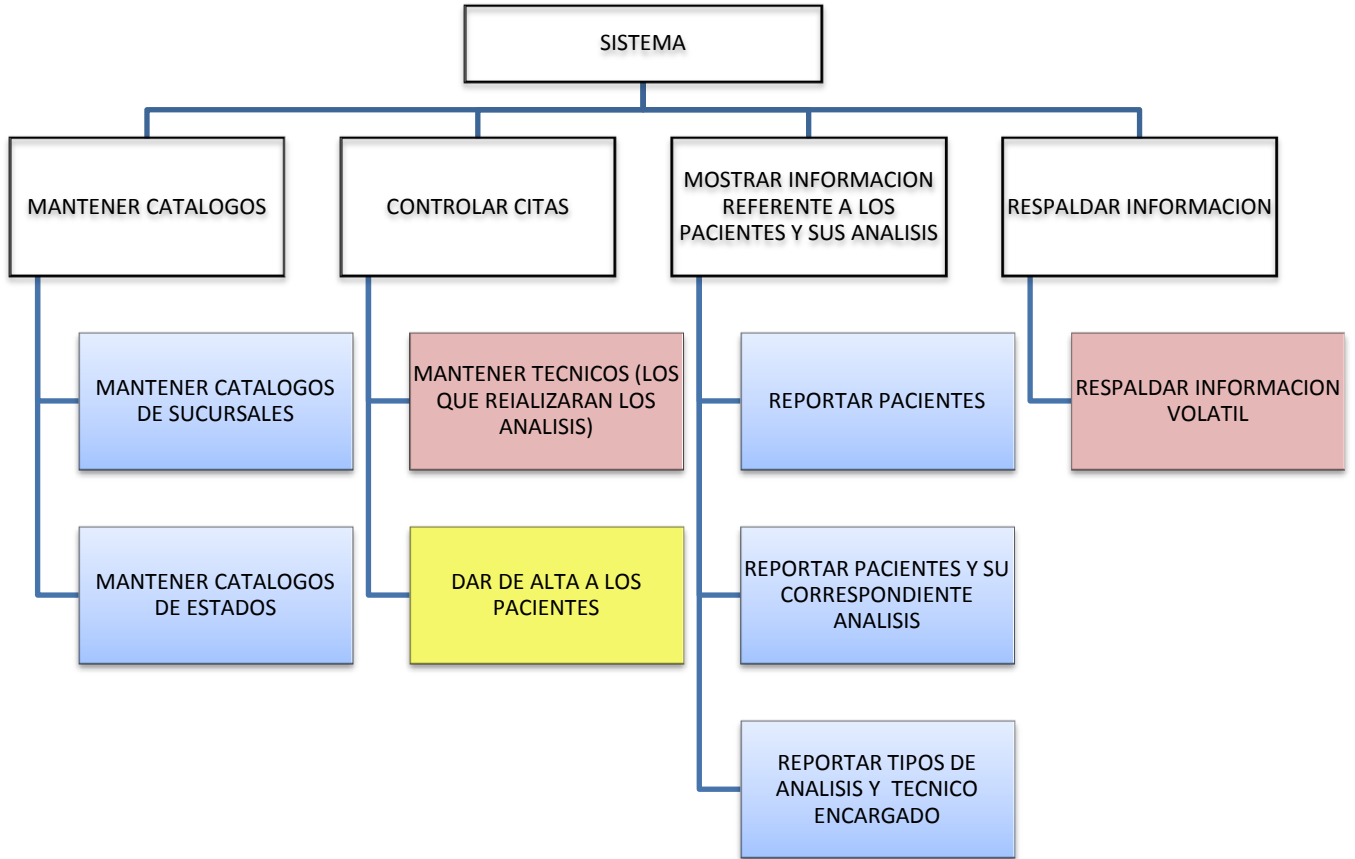 SISTEMA
MANTENER CATALOGOS
CONTROLAR CITAS
MOSTRAR INFORMACION
REFERENTE A LOS
PACIENTES Y SUS ANALISIS
RESPALDAR INFORMACION
MANTENER CATALOGOS
DE SUCURSALES
MANTENER TECNICOS (LOS
QUE REIALIZARAN LOS
ANALISIS)
REPORTAR PACIENTES
RESPALDAR INFORMACION
VOLATIL
MANTENER CATALOGOS
DE ESTADOS
DAR DE ALTA A LOS
PACIENTES
REPORTAR PACIENTES Y SU
CORRESPONDIENTE
ANALISIS
REPORTAR TIPOS DE
ANALISIS Y TECNICO
ENCARGADO